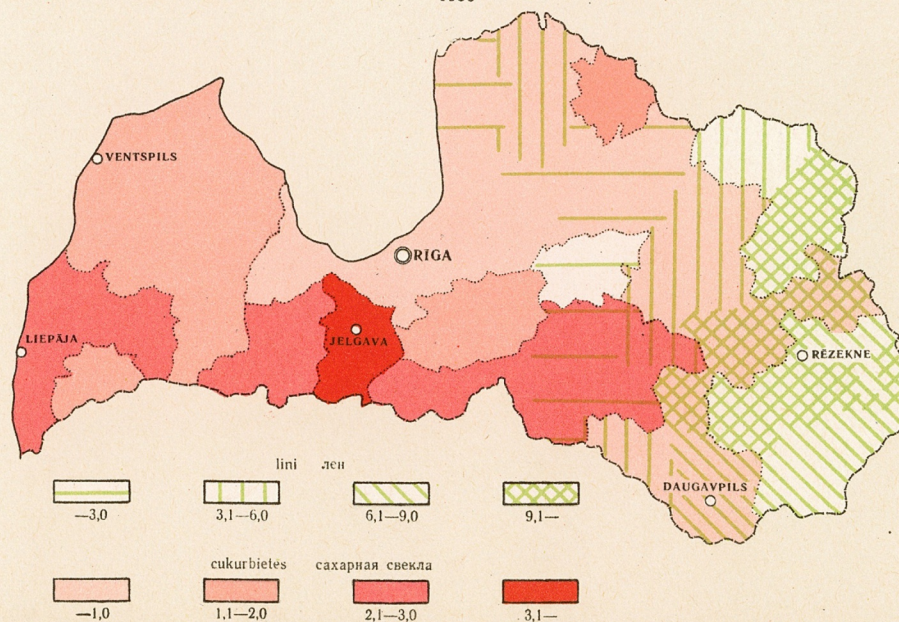 VENTSPILS
RĪGA
LIEPĀJA
JELGAVA
RĒZEKNE
DAUGAVPILS
lini лен
—3,0
3,1—6,0
6,1—9,0
9,1—
cukurbietes сахарная свекла
—1,0
1,1—2,0
2,1—3,0
3,1—